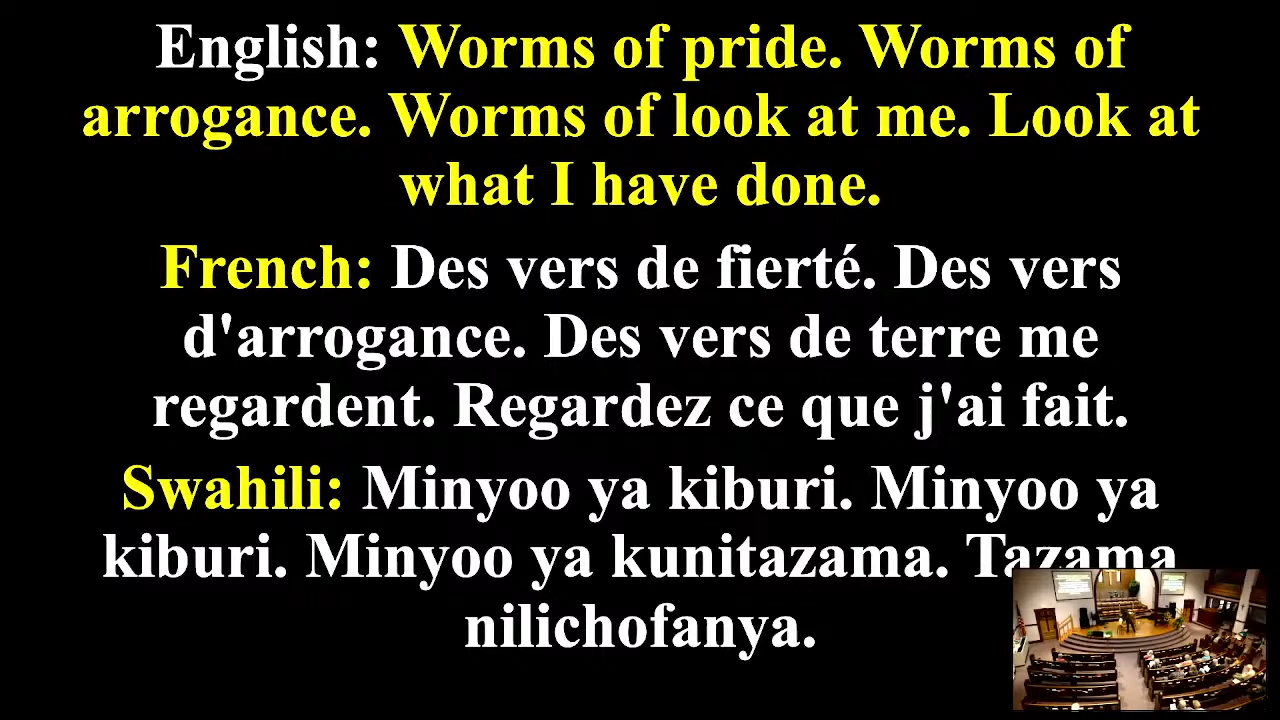 English: Worms of pride. Worms of
arrogance. Worms of look at me. Look at
what I have done.
French: Des vers de fierté. Des vers
d'arrogance. Des vers de terre me
regardent. Regardez ce que j'ai fait.
Swahili: Minyoo ya kiburi. Minyoo ya
kiburi. Minyoo ya kunitazama. Tazama
nilichofanya.